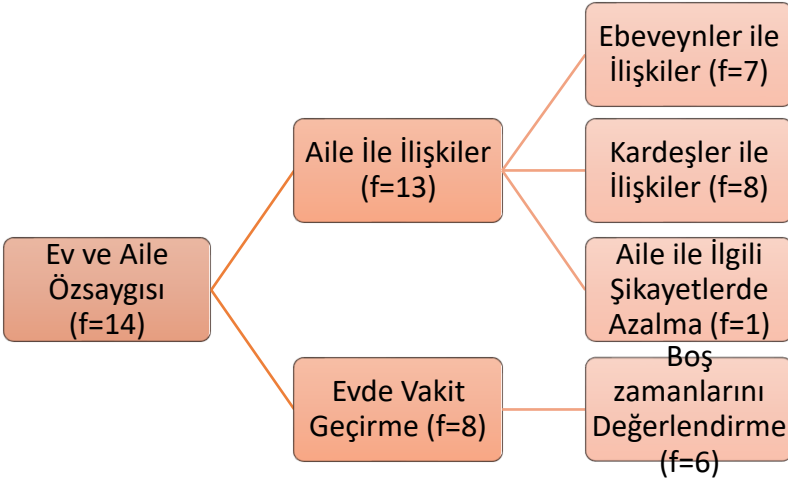 Ev ve Aile
Özsaygısı
(f=14)
Aile İle İlişkiler
(f=13)
Ebeveynler ile
İlişkiler (f=7)
Kardeşler ile
İlişkiler (f=8)
Aile ile İlgili
Şikayetlerde
Azalma (f=1)
Evde Vakit
Geçirme (f=8)
Boş
zamanlarını
Değerlendirme
(f=6)